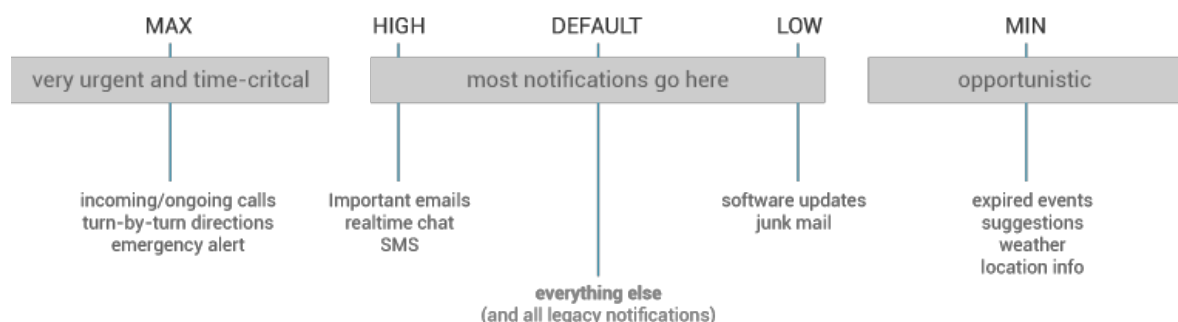 MAX
HIGH
DEFAULT
LOW
MIN
very urgent and time-critcal
most notifications go here
opportunistic
incoming/ongoing calls
turn-by-turn directions
emergency alert
Important emails
realtime chat
SMS
everything else
(and all legacy notifications)
software updates
junk mail
expired events
suggestions
weather
location info